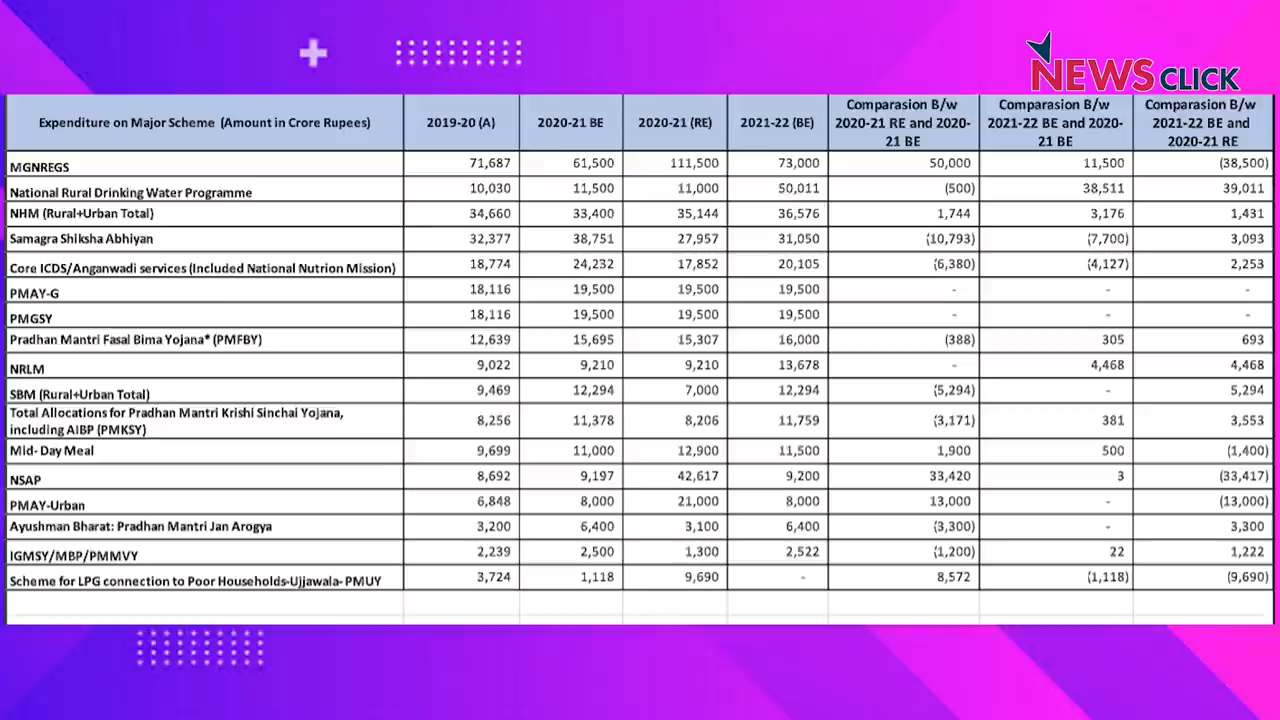 NEWSCLICK
Expenditure on Major Scheme (Amount in Crore Rupees) 2019-20 (A) 2020-21 BE 2020-21 (RE) 2021-22 (BE) Comparasion B/w 2020-21 RE and 2020-21 BE Comparasion B/w 2021-22 BE and 2020-21 BE Comparasion B/w 2021-22 BE and 2020-21 RE
MGNREGS 71,687 61,500 111,500 73,000 50,000 11,500 (38,500)
National Rural Drinking Water Programme 10,030 11,500 11,000 50,011 (500) 38,511 39,011
NHM (Rural+Urban Total) 34,660 33,400 35,144 36,576 1,744 3,176 1,431
Samagra Shiksha Abhiyan 32,377 38,751 27,957 31,050 (10,793) (7,700) 3,093
Core ICDS/Anganwadi services (Included National Nutrion Mission) 18,774 24,232 17,852 20,105 (6,380) (4,127) 2,253
PMAY-G 18,116 19,500 19,500 19,500 - - -
PMGSY 18,116 19,500 19,500 19,500 - - -
Pradhan Mantri Fasal Bima Yojana* (PMFBY) 12,639 15,695 15,307 16,000 (388) 305 693
NRLM 9,022 9,210 9,210 13,678 - 4,468 4,468
SBM (Rural+Urban Total) 9,469 12,294 7,000 12,294 (5,294) - 5,294
Total Allocations for Pradhan Mantri Krishi Sinchai Yojana,
including AIBP (PMKSY) 8,256 11,378 8,206 11,759 (3,171) 381 3,553
Mid- Day Meal 9,699 11,000 12,900 11,500 1,900 500 (1,400)
NSAP 8,692 9,197 42,617 9,200 33,420 3 (33,417)
PMAY-Urban 6,848 8,000 21,000 8,000 13,000 - (13,000)
Ayushman Bharat: Pradhan Mantri Jan Arogya 3,200 6,400 3,100 6,400 (3,300) - 3,300
IGMSY/MBP/PMMVY 2,239 2,500 1,300 2,522 (1,200) 22 1,222
Scheme for LPG connection to Poor Households-Ujjawala- PMUY 3,724 1,118 9,690 - 8,572 (1,118) (9,690)